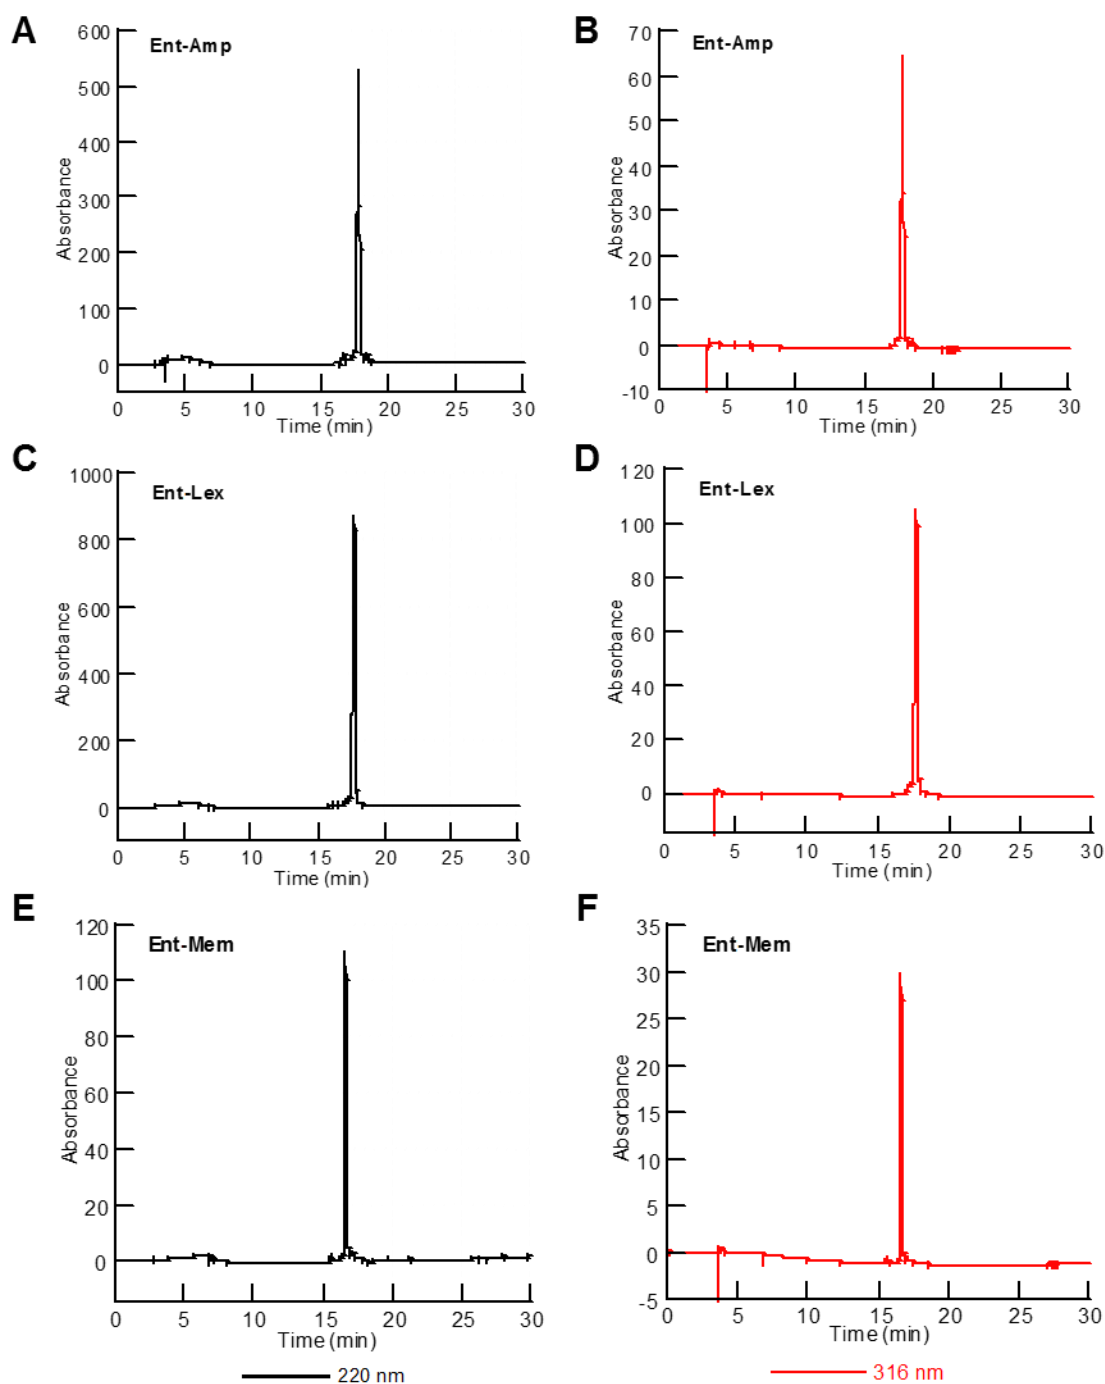 A
Ent-Amp
600
500
400
300
200
100
0
Absorbance
0 5 10 15 20 25 30
Time (min)
B
Ent-Amp
70
60
50
40
30
20
10
0
-10
Absorbance
0 5 10 15 20 25 30
Time (min)
C
Ent-Lex
1000
800
600
400
200
0
Absorbance
0 5 10 15 20 25 30
Time (min)
D
Ent-Lex
120
100
80
60
40
20
0
Absorbance
0 5 10 15 20 25 30
Time (min)
E
Ent-Mem
120
100
80
60
40
20
0
Absorbance
0 5 10 15 20 25 30
Time (min)
F
Ent-Mem
35
30
25
20
15
10
5
0
-5
Absorbance
0 5 10 15 20 25 30
Time (min)
220 nm
316 nm